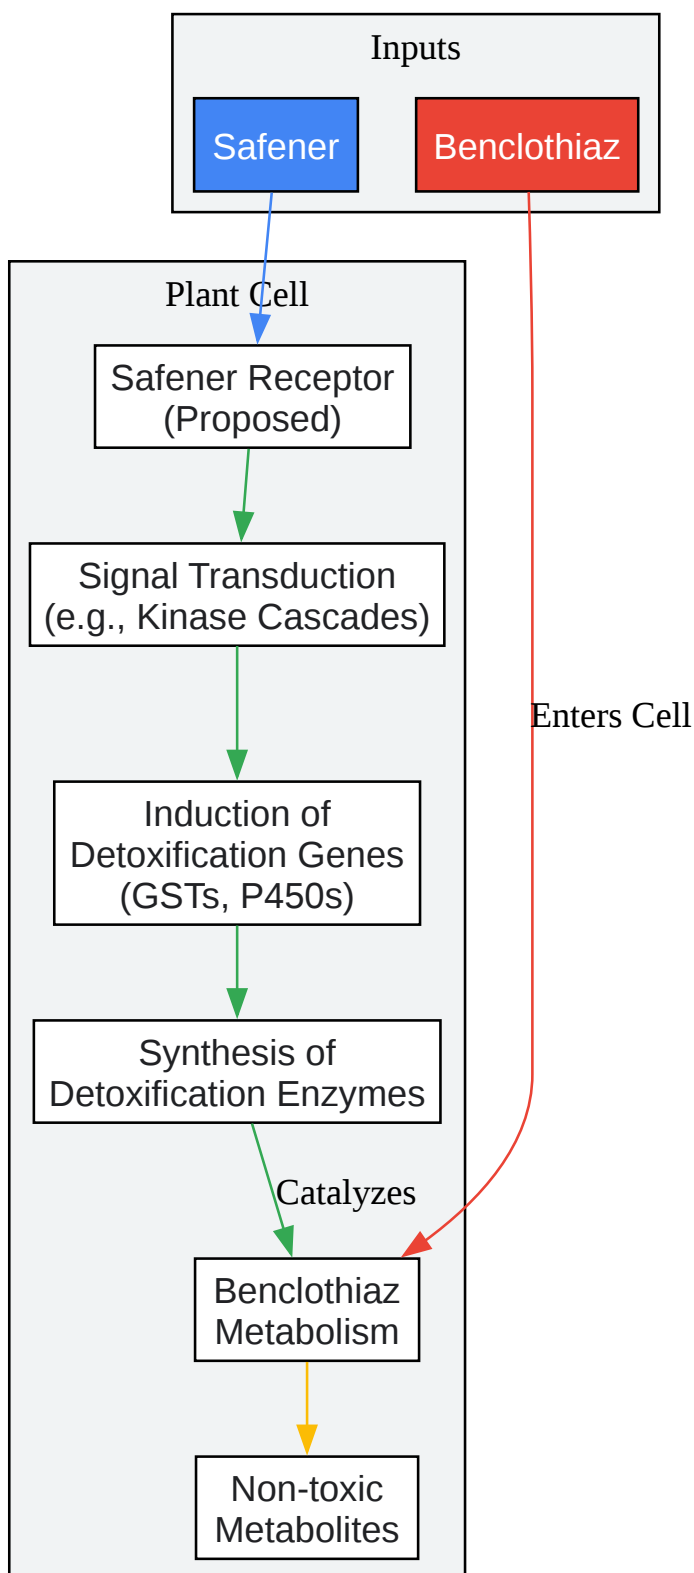 Inputs
Safener
Benclothiaz
Plant Cell
Safener Receptor
(Proposed)
Signal Transduction
(e.g., Kinase Cascades)
Enters Cell
Induction of
Detoxification Genes
(GSTs, P450s)
Synthesis of
Detoxification Enzymes
Catalyzes
Benclothiaz
Metabolism
Non-toxic
Metabolites